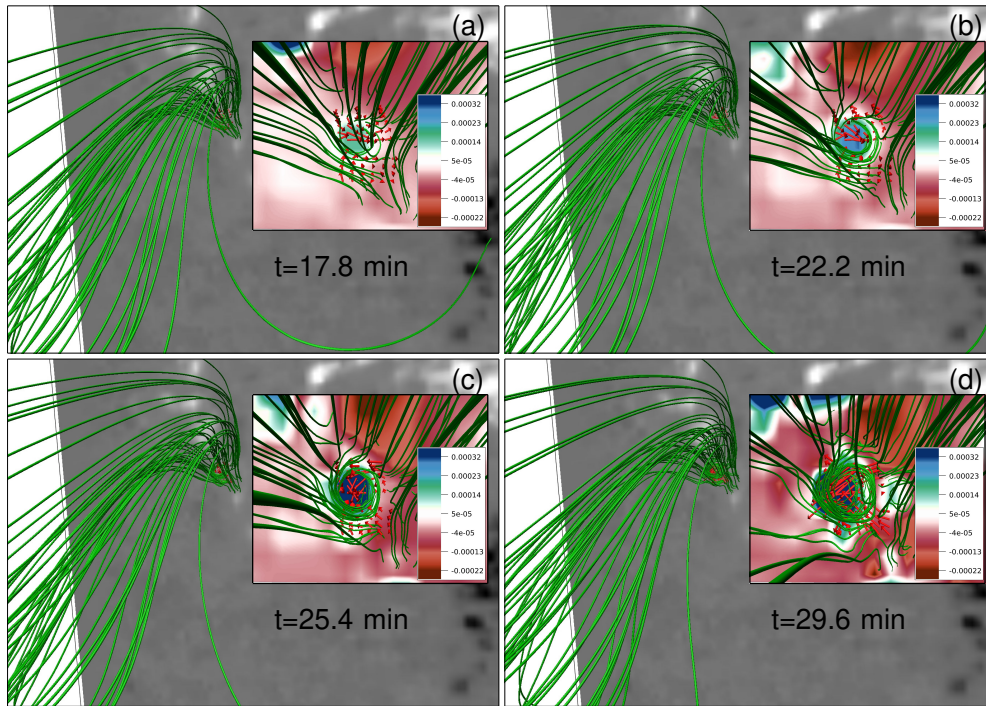 (a)
0.00032
0.00023
0.00014
5e-05
-4e-05
-0.00013
-0.00022
t=17.8 min
(b)
0.00032
0.00023
0.00014
5e-05
-4e-05
-0.00013
-0.00022
t=22.2 min
(c)
0.00032
0.00023
0.00014
5e-05
-4e-05
-0.00013
-0.00022
t=25.4 min
(d)
0.00032
0.00023
0.00014
5e-05
-4e-05
-0.00013
-0.00022
t=29.6 min